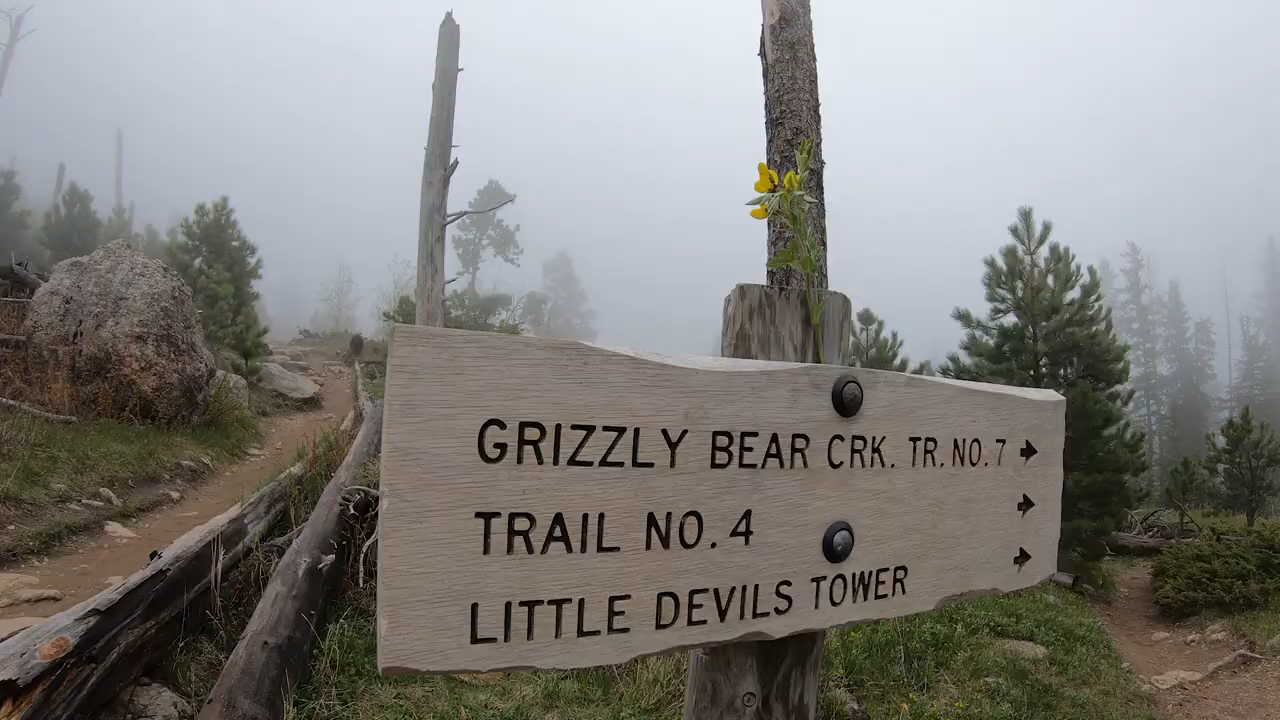 GRIZZLY BEAR CRK. TR. NO. 7 →
TRAIL NO. 4 →
LITTLE DEVILS TOWER →